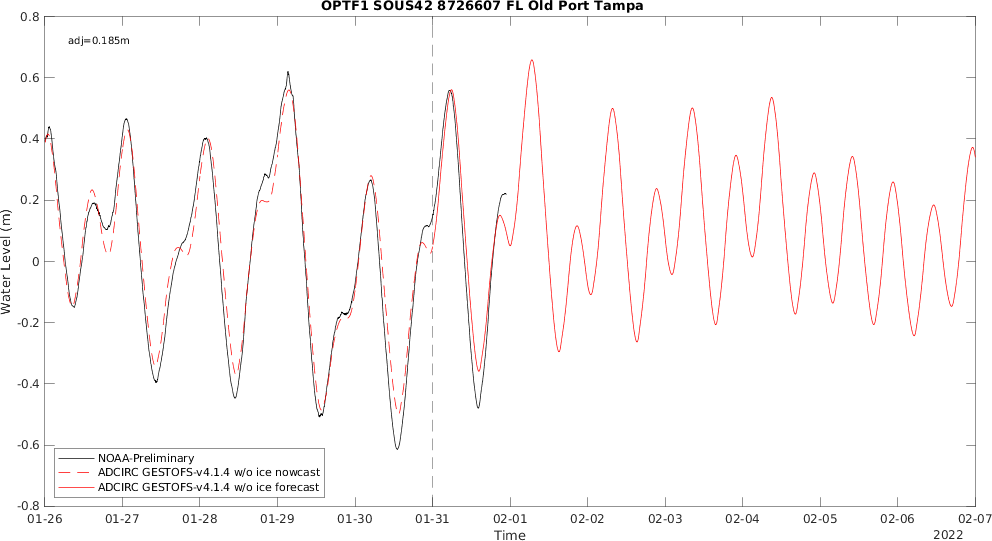 OPTF1 SOUS42 8726607 FL Old Port Tampa
adj=0.185m
0.8
0.6
0.4
0.2
0
-0.2
-0.4
-0.6
-0.8
Water Level (m)
NOAA-Preliminary
ADCIRC GESTOFS-v4.1.4 w/o ice nowcast
ADCIRC GESTOFS-v4.1.4 w/o ice forecast
01-26 01-27 01-28 01-29 01-30 01-31 02-01 02-02 02-03 02-04 02-05 02-06 02-07
Time
2022